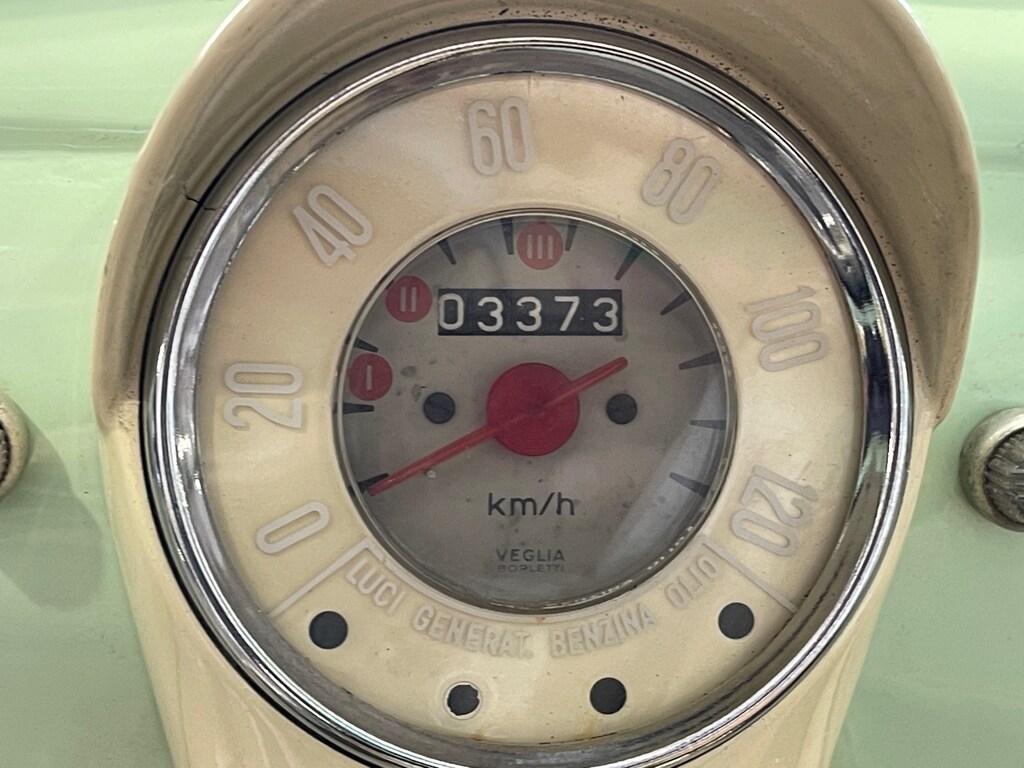 60
80
40
III
100
II
03373
I
20
km/h
0
120
VEGLIA
BORLETTI
LUCI GENERAT. BENZINA OLIO